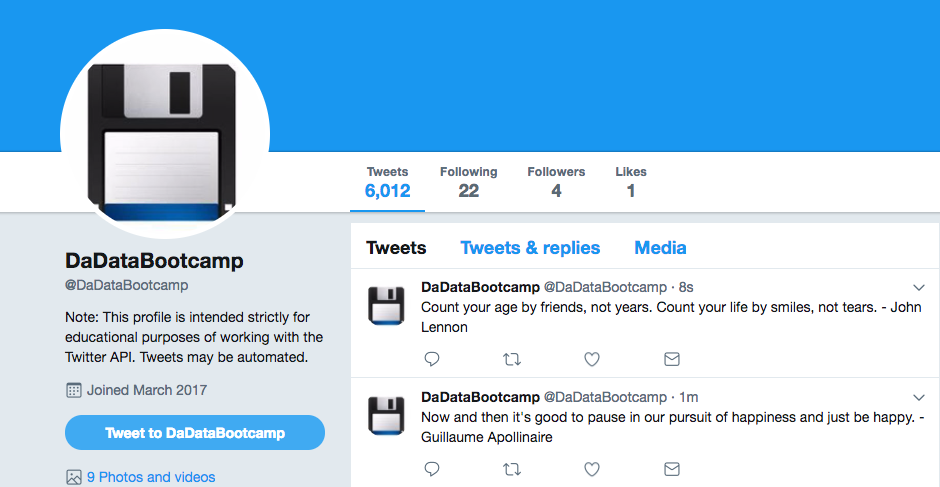 Tweets Following Followers Likes
6,012 22 4 1
DaDataBootcamp
@DaDataBootcamp
Note: This profile is intended strictly for
educational purposes of working with the
Twitter API. Tweets may be automated.
Joined March 2017
Tweet to DaDataBootcamp
9 Photos and videos
Tweets Tweets & replies Media
DaDataBootcamp @DaDataBootcamp · 8s
Count your age by friends, not years. Count your life by smiles, not tears. - John
Lennon
DaDataBootcamp @DaDataBootcamp · 1m
Now and then it's good to pause in our pursuit of happiness and just be happy. -
Guillaume Apollinaire